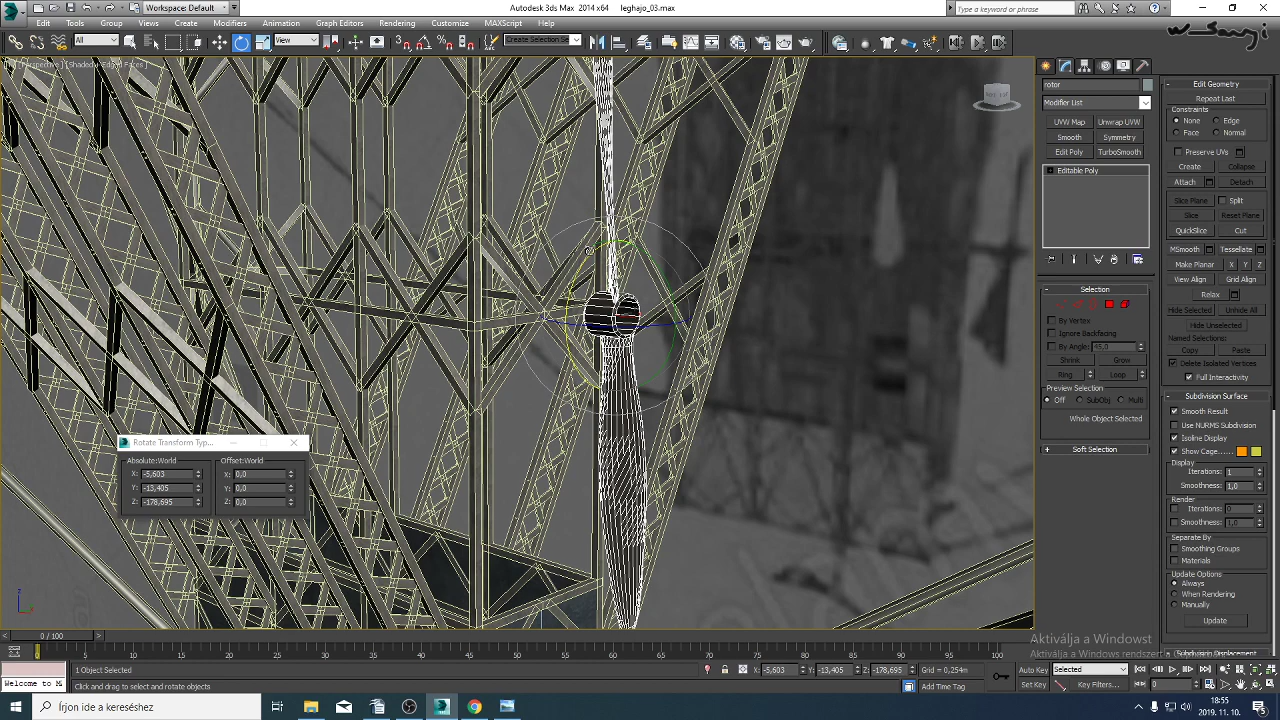 Autodesk 3ds Max 2014 x64 leghajo_03.max
Workspace: Default
Type a keyword or phrase
Edit Tools Group Views Create Modifiers Animation Graph Editors Rendering Customize MAXScript Help
All
View
Create Selection Se
rotor
Modifier List
UVW Map Unwrap UVW
Smooth Symmetry
Edit Poly TurboSmooth
Editable Poly
Selection
By Vertex
Ignore Backfacing
By Angle: 45,0
Shrink Grow
Ring Loop
Preview Selection
Off SubObj Multi
Whole Object Selected
Soft Selection
Edit Geometry
Repeat Last
Constraints
None Edge
Face Normal
Preserve UVs
Create Collapse
Attach Detach
Slice Plane Split
Slice Reset Plane
QuickSlice Cut
MSmooth Tessellate
Make Planar X Y Z
View Align Grid Align
Relax
Hide Selected Unhide All
Hide Unselected
Named Selections:
Copy Paste
Delete Isolated Vertices
Full Interactivity
Subdivision Surface
Smooth Result
Use NURMS Subdivision
Isoline Display
Show Cage......
Display
Iterations: 1
Smoothness: 1,0
Render
Iterations: 0
Smoothness: 1,0
Separate By
Smoothing Groups
Materials
Update Options
Always
When Rendering
Manually
Update
Subdivision Displacement
Rotate Transform Typ...
Absolute:World Offset:World
X: -5,603 X: 0,0
Y: -13,405 Y: 0,0
Z: -178,695 Z: 0,0
Aktiválja a Windowst
0 / 100
0 5 10 15 20 25 30 35 40 45 50 55 60 65 70 75 80 85 90 95 100
Welcome to M
1 Object Selected
Click and drag to select and rotate objects
X: -5,603 Y: -13,405 Z: -178,695 Grid = 0,254m
Add Time Tag
Auto Key Selected
Set Key Key Filters...
0
Írjon ide a kereséshez
18:55
2019. 11. 10.